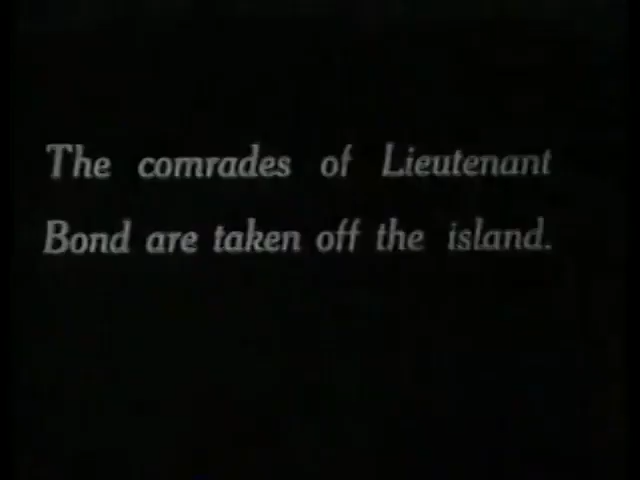 The comrades of Lieutenant
Bond are taken off the island.